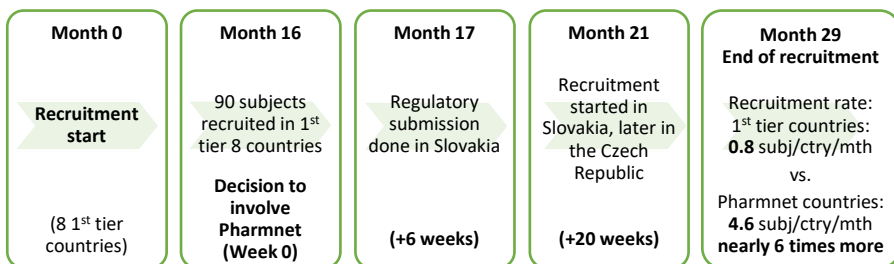 Month 0
Recruitment
start
(8 1st tier
countries)
Month 16
90 subjects
recruited in 1st
tier 8 countries
Decision to
involve
Pharmnet
(Week 0)
Month 17
Regulatory
submission
done in Slovakia
(+6 weeks)
Month 21
Recruitment
started in
Slovakia, later in
the Czech
Republic
(+20 weeks)
Month 29
End of recruitment
Recruitment rate:
1st tier countries:
0.8 subj/ctry/mth
vs.
Pharmnet countries:
4.6 subj/ctry/mth
nearly 6 times more